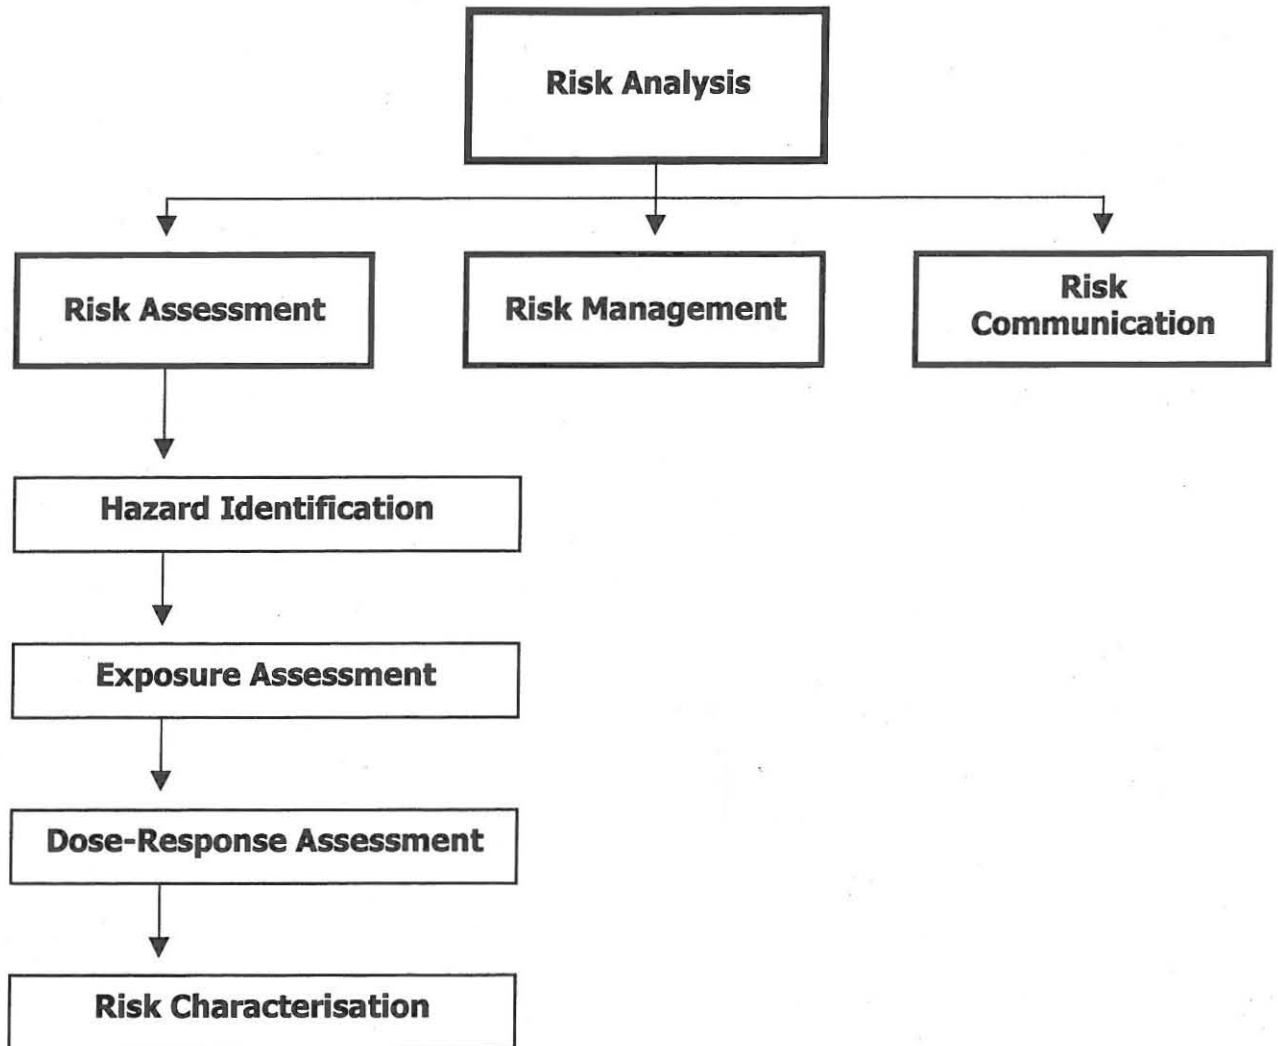 Risk Analysis
Risk Assessment
Risk Management
Risk
Communication
Hazard Identification
Exposure Assessment
Dose-Response Assessment
Risk Characterisation